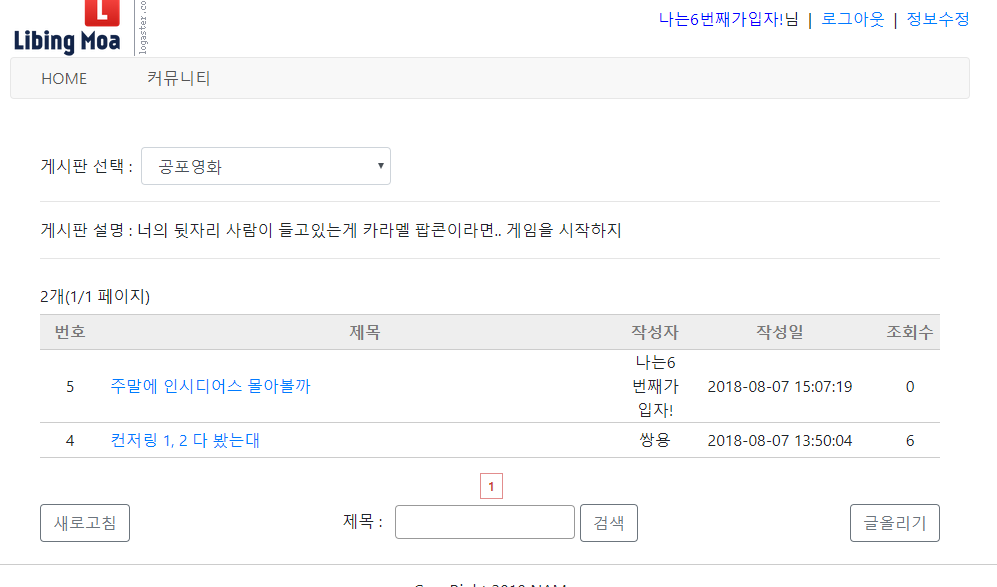 L
Libing Moa
logaster.co
나는6번째가입자!님 | 로그아웃 | 정보수정
HOME 커뮤니티
게시판 선택 : 공포영화
게시판 설명 : 너의 뒷자리 사람이 들고있는게 카라멜 팝콘이라면.. 게임을 시작하지
2개(1/1 페이지)
번호 제목 작성자 작성일 조회수
5 주말에 인시디어스 몰아볼까 나는6번째가입자! 2018-08-07 15:07:19 0
4 컨저링 1, 2 다 봤는대 쌍용 2018-08-07 13:50:04 6
1
새로고침 제목 : 검색 글올리기